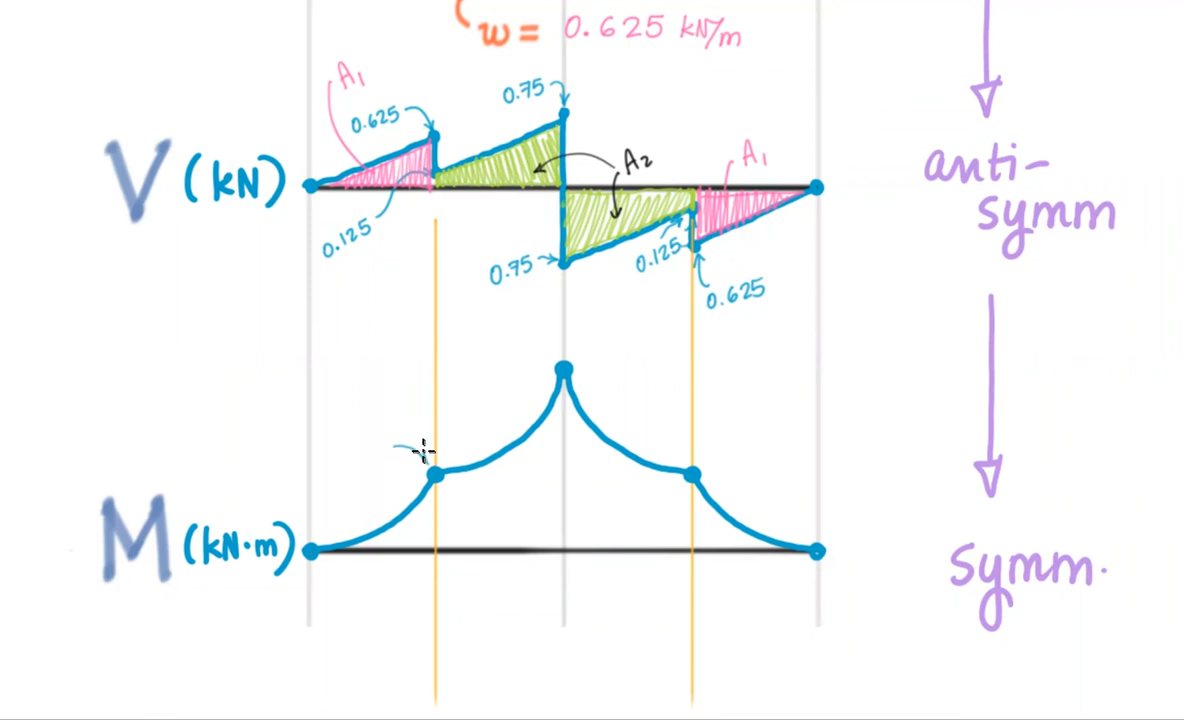 w = 0.625 kN/m
A1
0.625
0.75
V (kN)
0.125
A2
A1
0.75
0.125
0.625
anti-
symm
M (kN·m)
Symm.